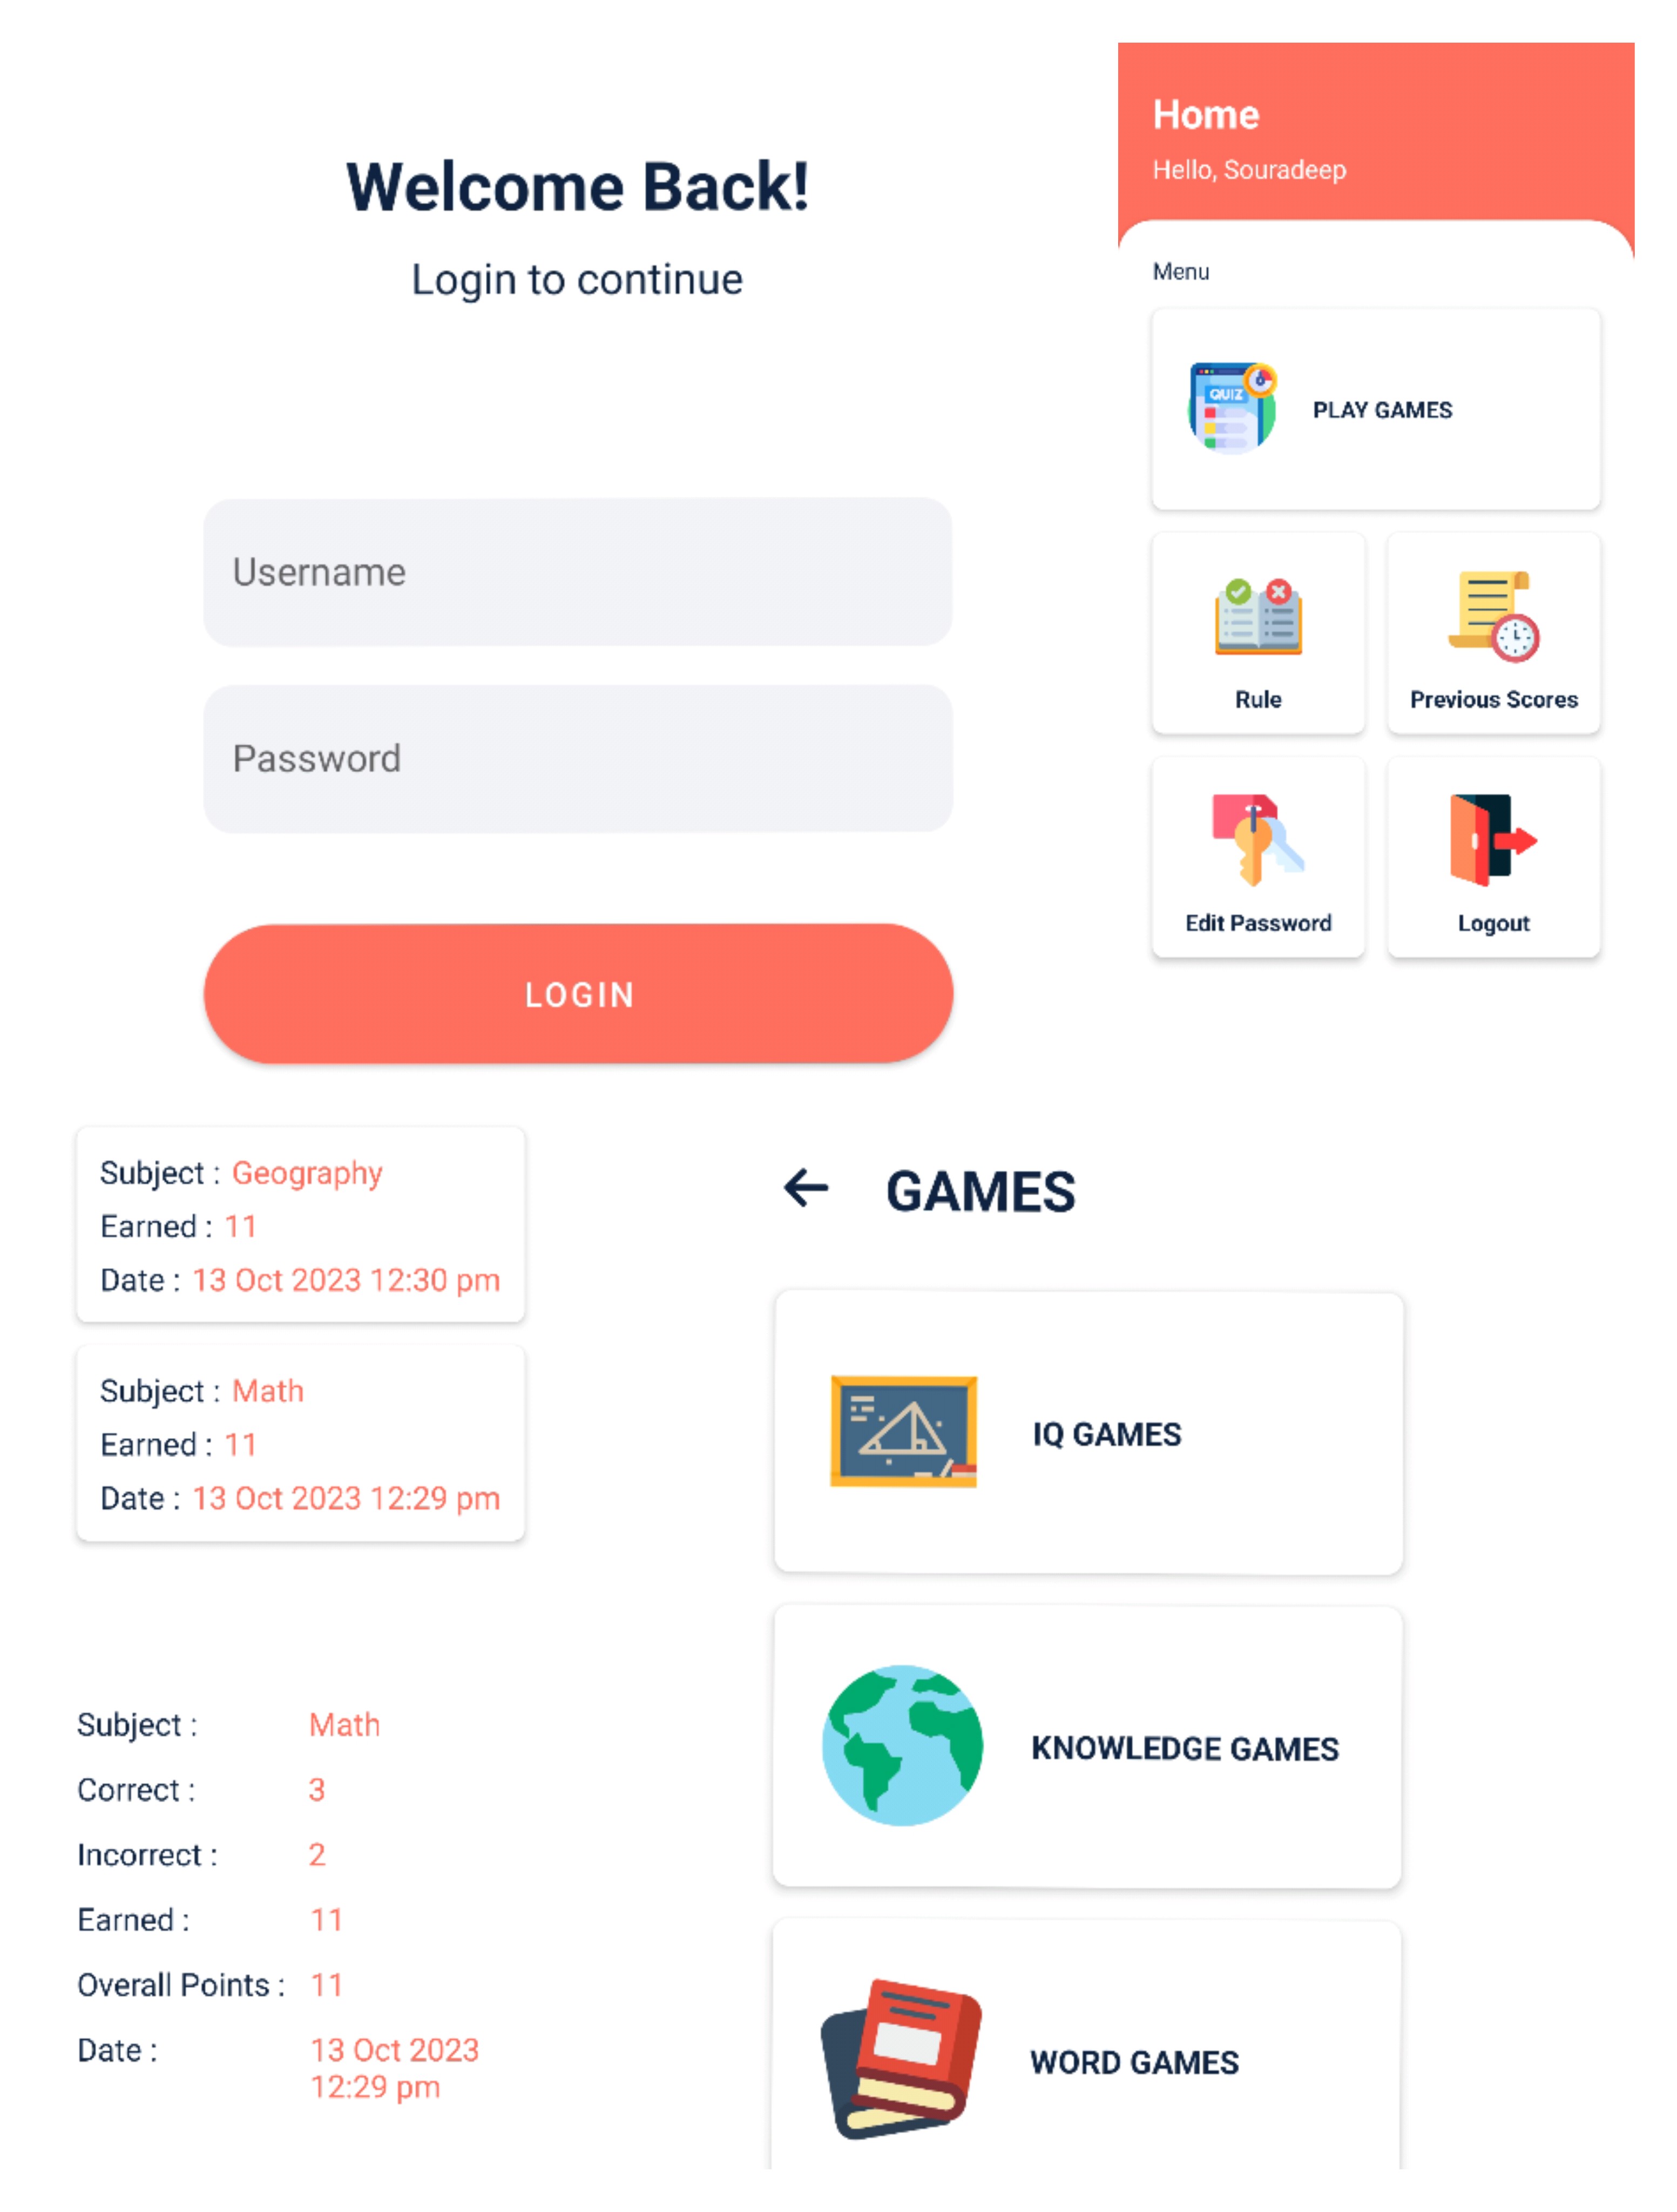 Welcome Back!
Login to continue
Username
Password
LOGIN
Home
Hello, Souradeep
Menu
QUIZ
PLAY GAMES
Rule
Previous Scores
Edit Password
Logout
Subject : Geography
Earned : 11
Date : 13 Oct 2023 12:30 pm
Subject : Math
Earned : 11
Date : 13 Oct 2023 12:29 pm
Subject : Math
Correct : 3
Incorrect : 2
Earned : 11
Overall Points : 11
Date : 13 Oct 2023
12:29 pm
GAMES
IQ GAMES
KNOWLEDGE GAMES
WORD GAMES